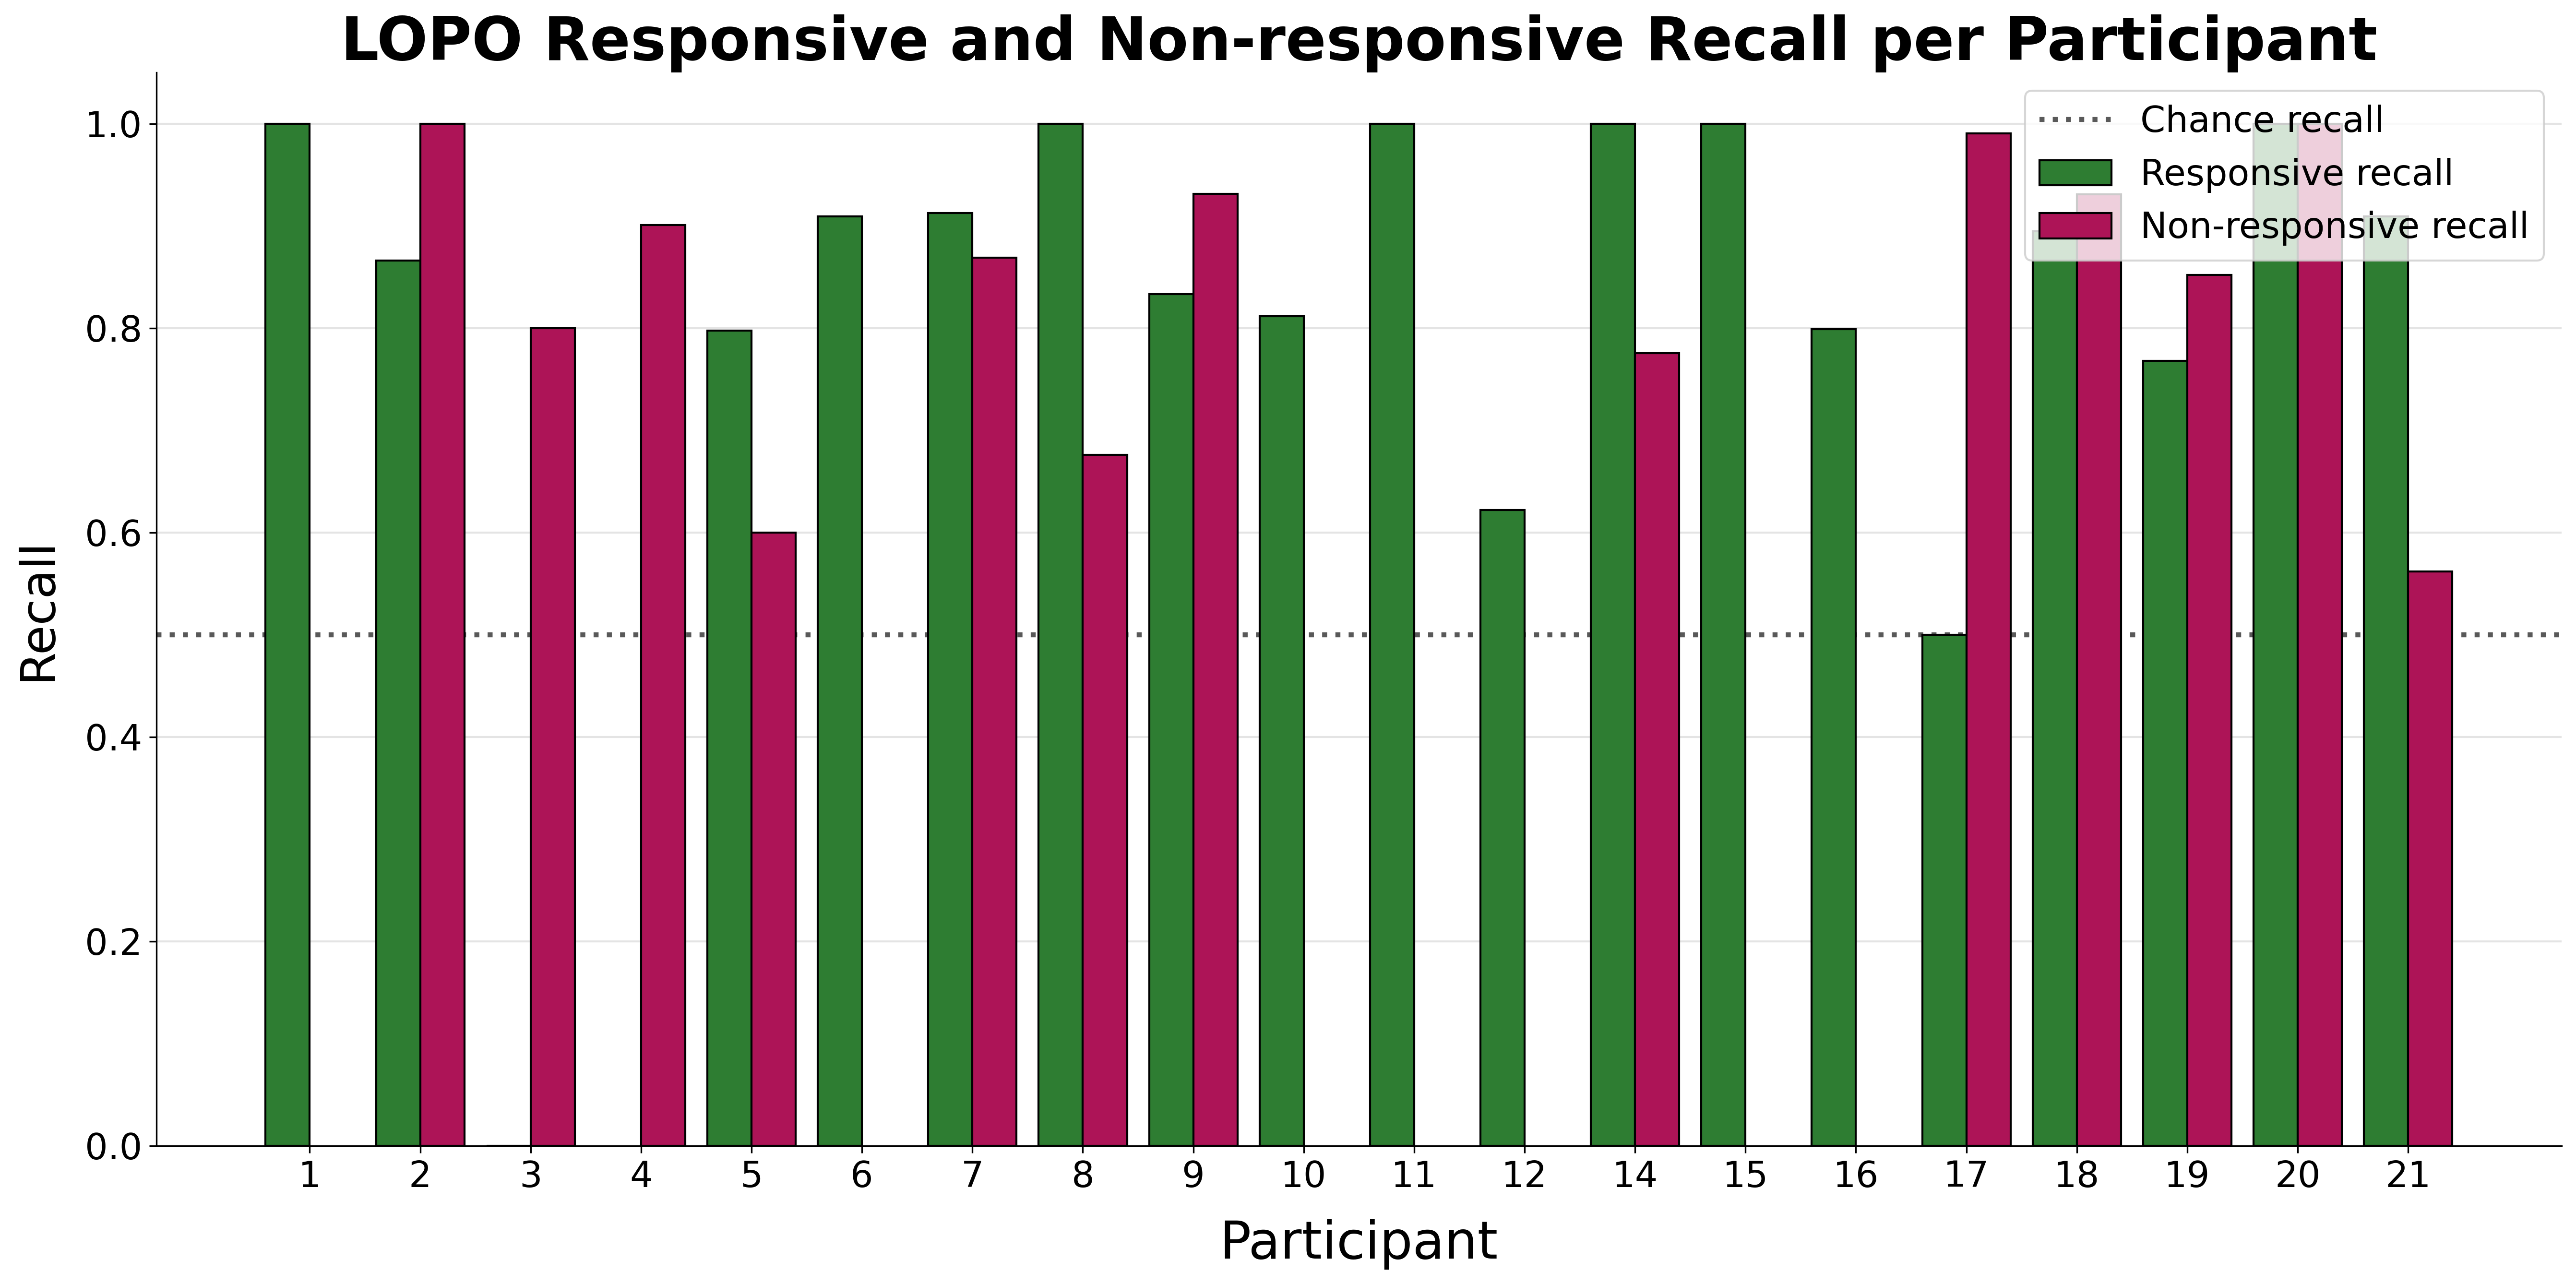 LOPO Responsive and Non-responsive Recall per Participant
Chance recall
Responsive recall
Non-responsive recall
1.0
0.8
0.6
0.4
0.2
0.0
Recall
1 2 3 4 5 6 7 8 9 10 11 12 14 15 16 17 18 19 20 21
Participant